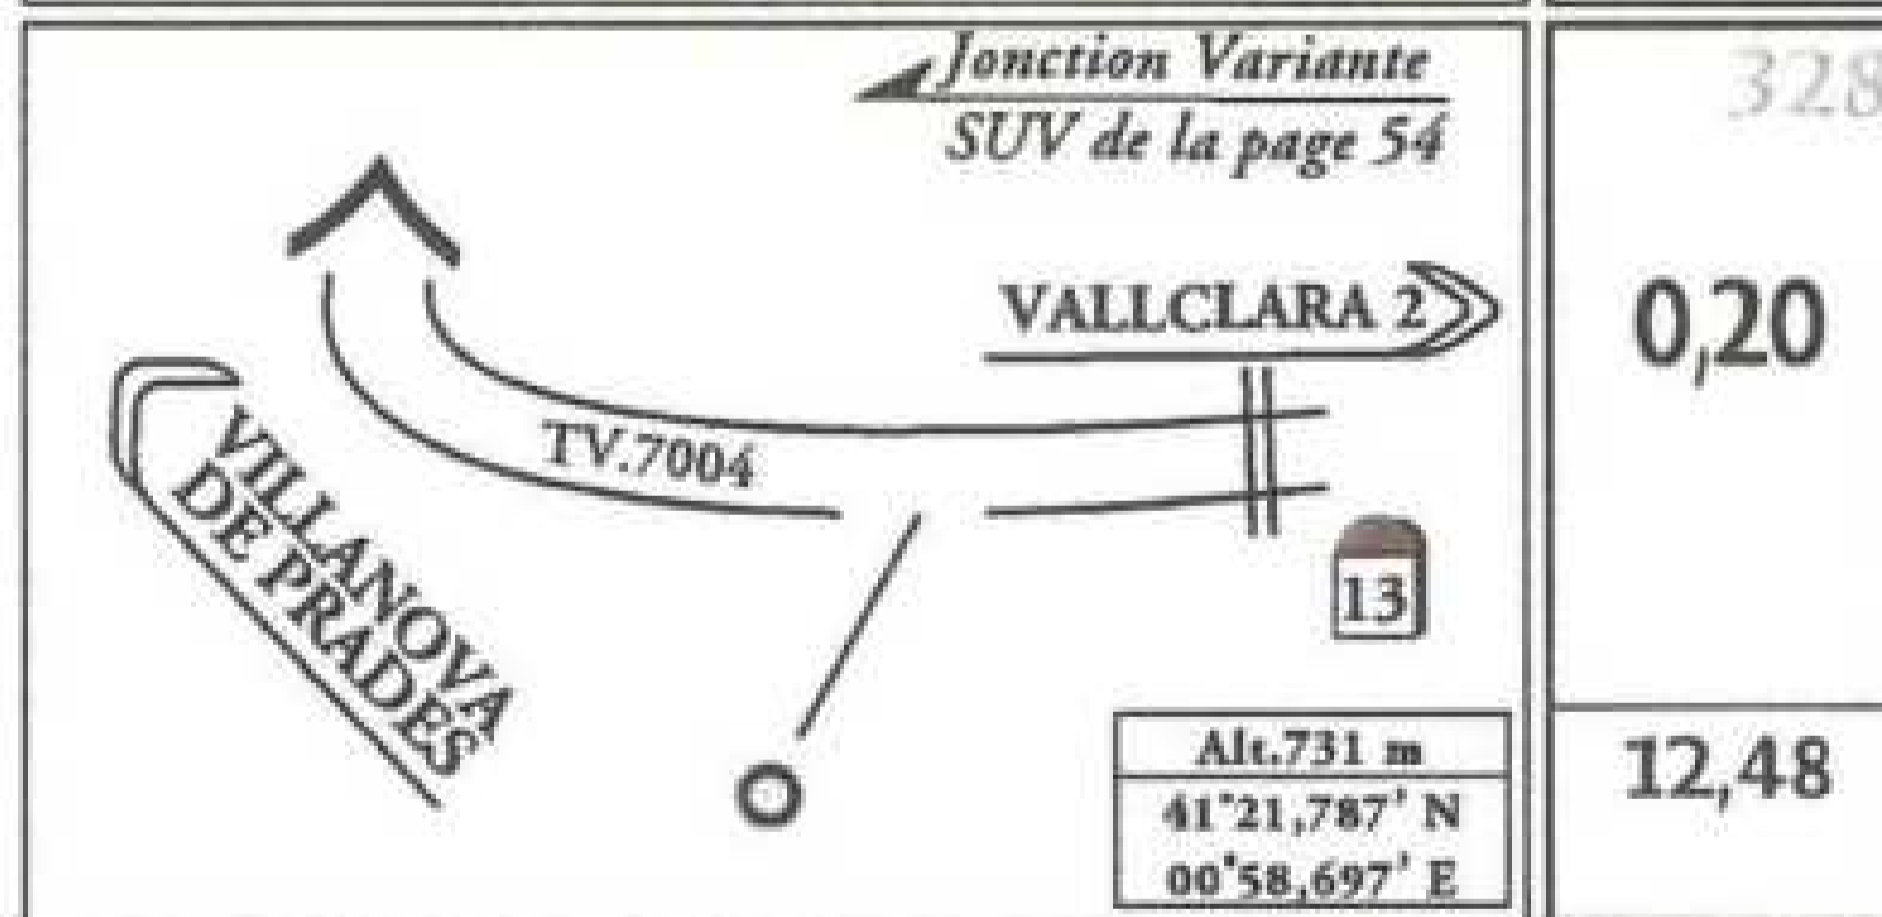 Jonction Variante
SUV de la page 54
328
VALLCLARA 2
0,20
TV.7004
VILLANOVA
DE PRADES
13
Alt.731 m
12,48
41°21,787' N
00°58,697' E